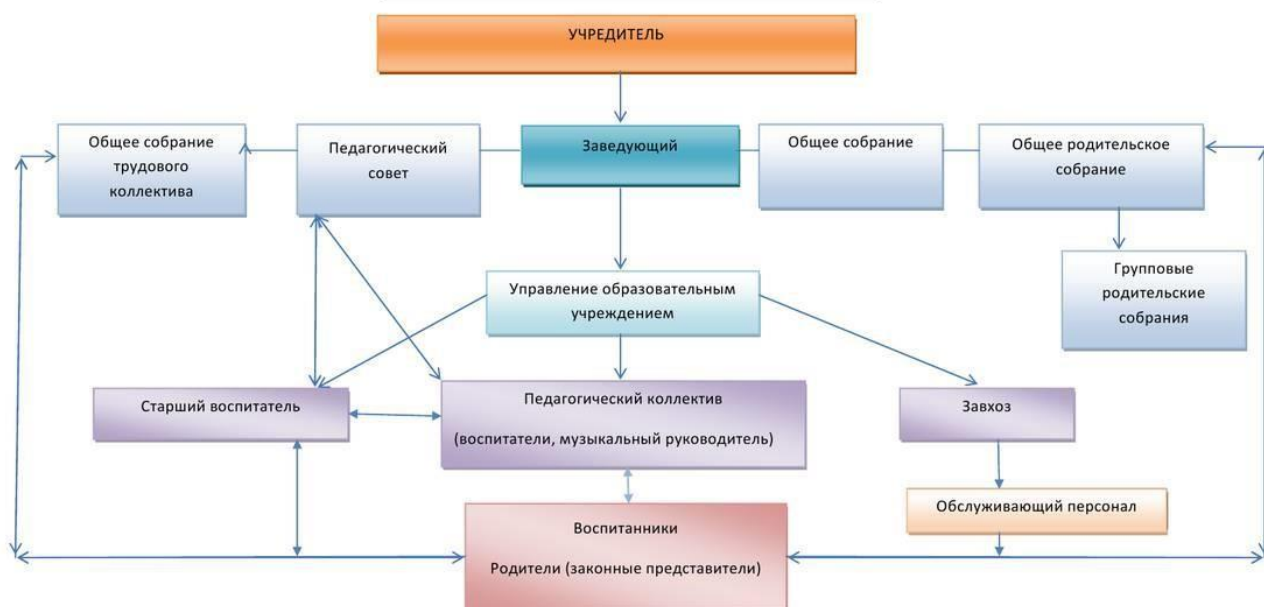 УЧРЕДИТЕЛЬ
Общее собрание
трудового
коллектива
Педагогический
совет
Заведующий
Общее собрание
Общее родительское
собрание
Групповые
родительские
собрания
Управление образовательным
учреждением
Старший воспитатель
Педагогический коллектив
(воспитатели, музыкальный руководитель)
Завхоз
Обслуживающий персонал
Воспитанники
Родители (законные представители)